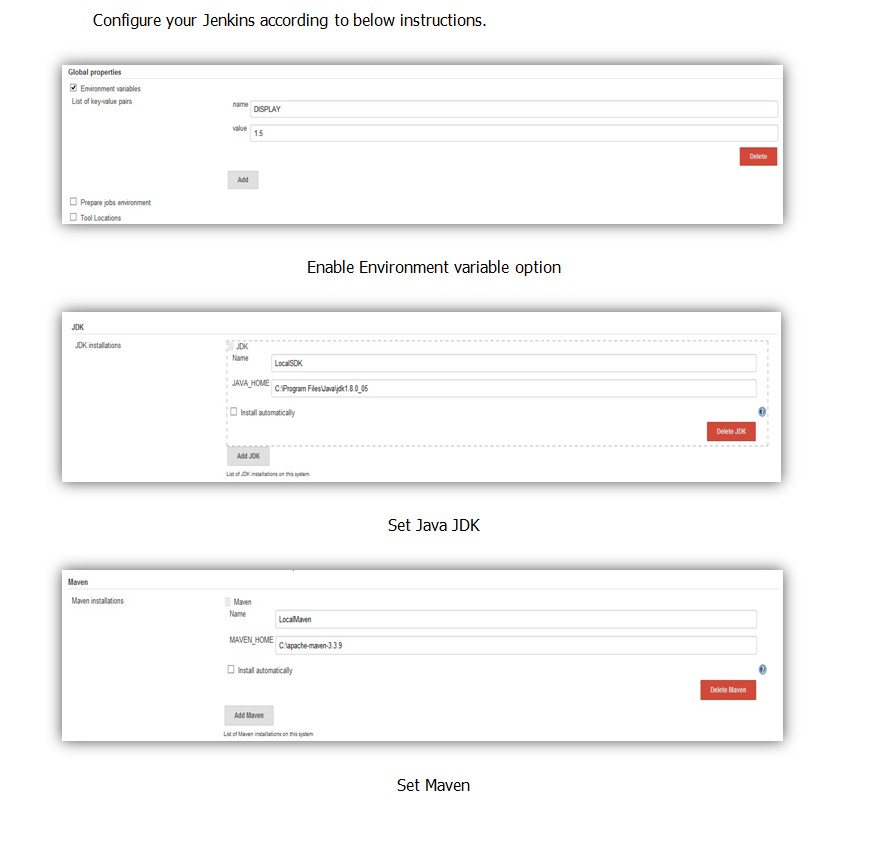 Configure your Jenkins according to below instructions.
Global properties
Environment variables
List of key-value pairs
name DISPLAY
value 1.5
Delete
Add
Prepare jobs environment
Tool Locations
Enable Environment variable option
JDK
JDK installations
JDK
Name LocalSDK
JAVA_HOME C:\Program Files\Java\jdk1.8.0_05
Install automatically
Delete JDK
Add JDK
List of JDK installations on this system
Set Java JDK
Maven
Maven installations
Maven
Name LocalMaven
MAVEN_HOME C:\apache-maven-3.3.9
Install automatically
Delete Maven
Add Maven
List of Maven installations on this system
Set Maven